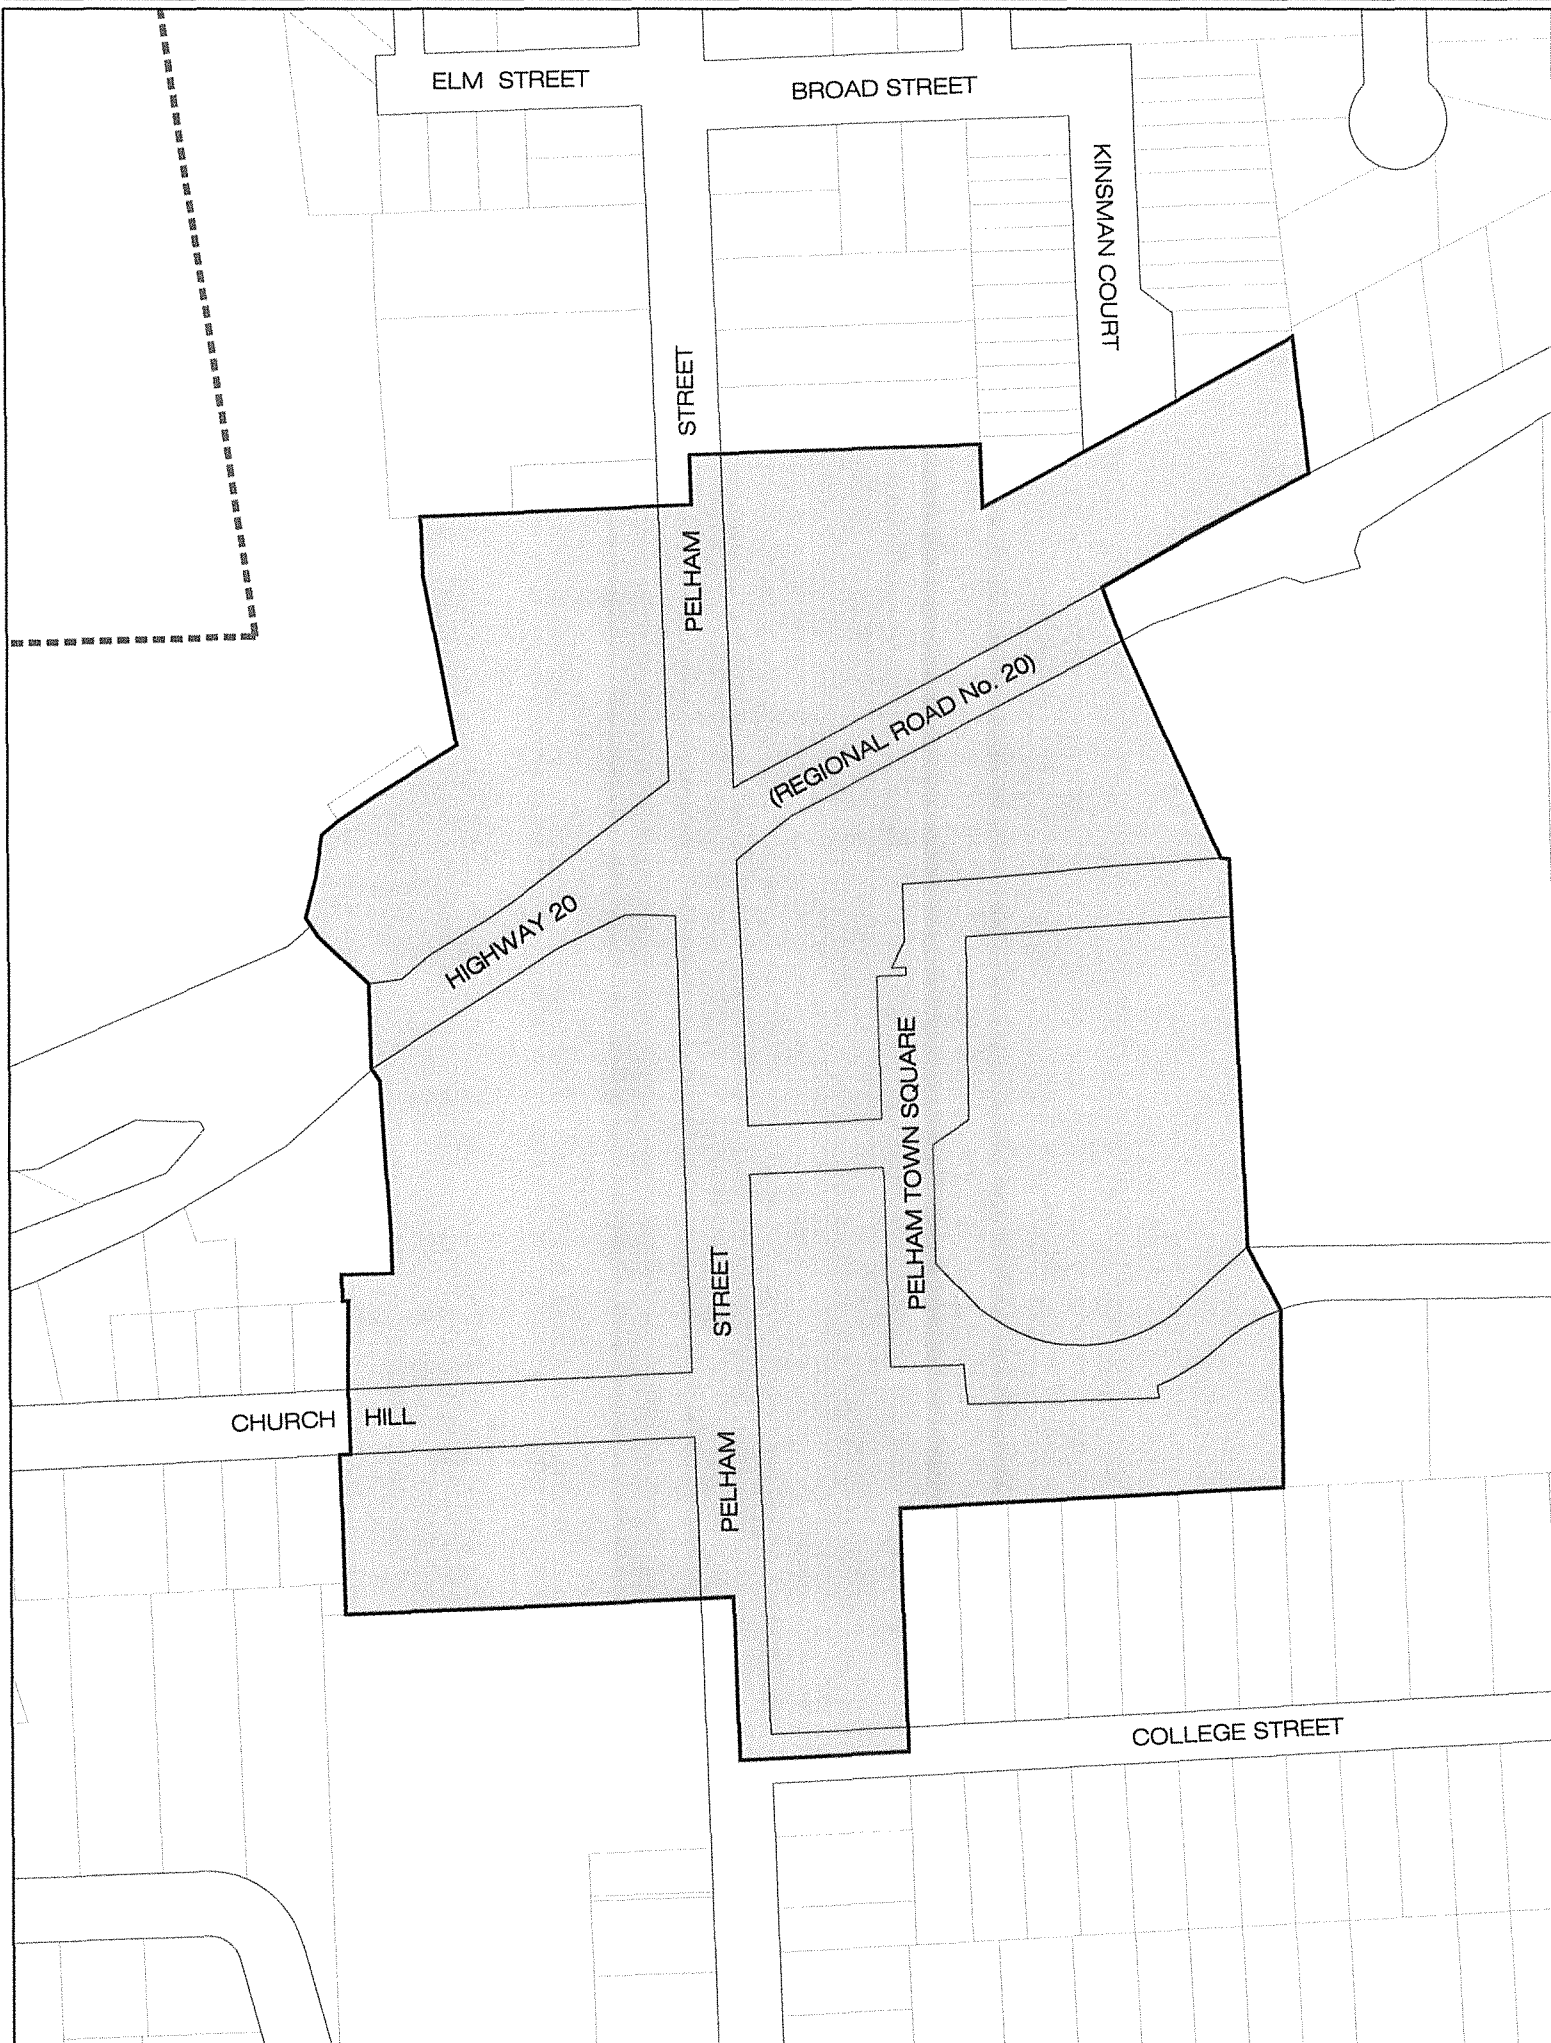 ELM STREET
BROAD STREET
KINSMAN COURT
STREET
PELHAM
(REGIONAL ROAD No. 20)
HIGHWAY 20
PELHAM TOWN SQUARE
STREET
CHURCH HILL
PELHAM
COLLEGE STREET